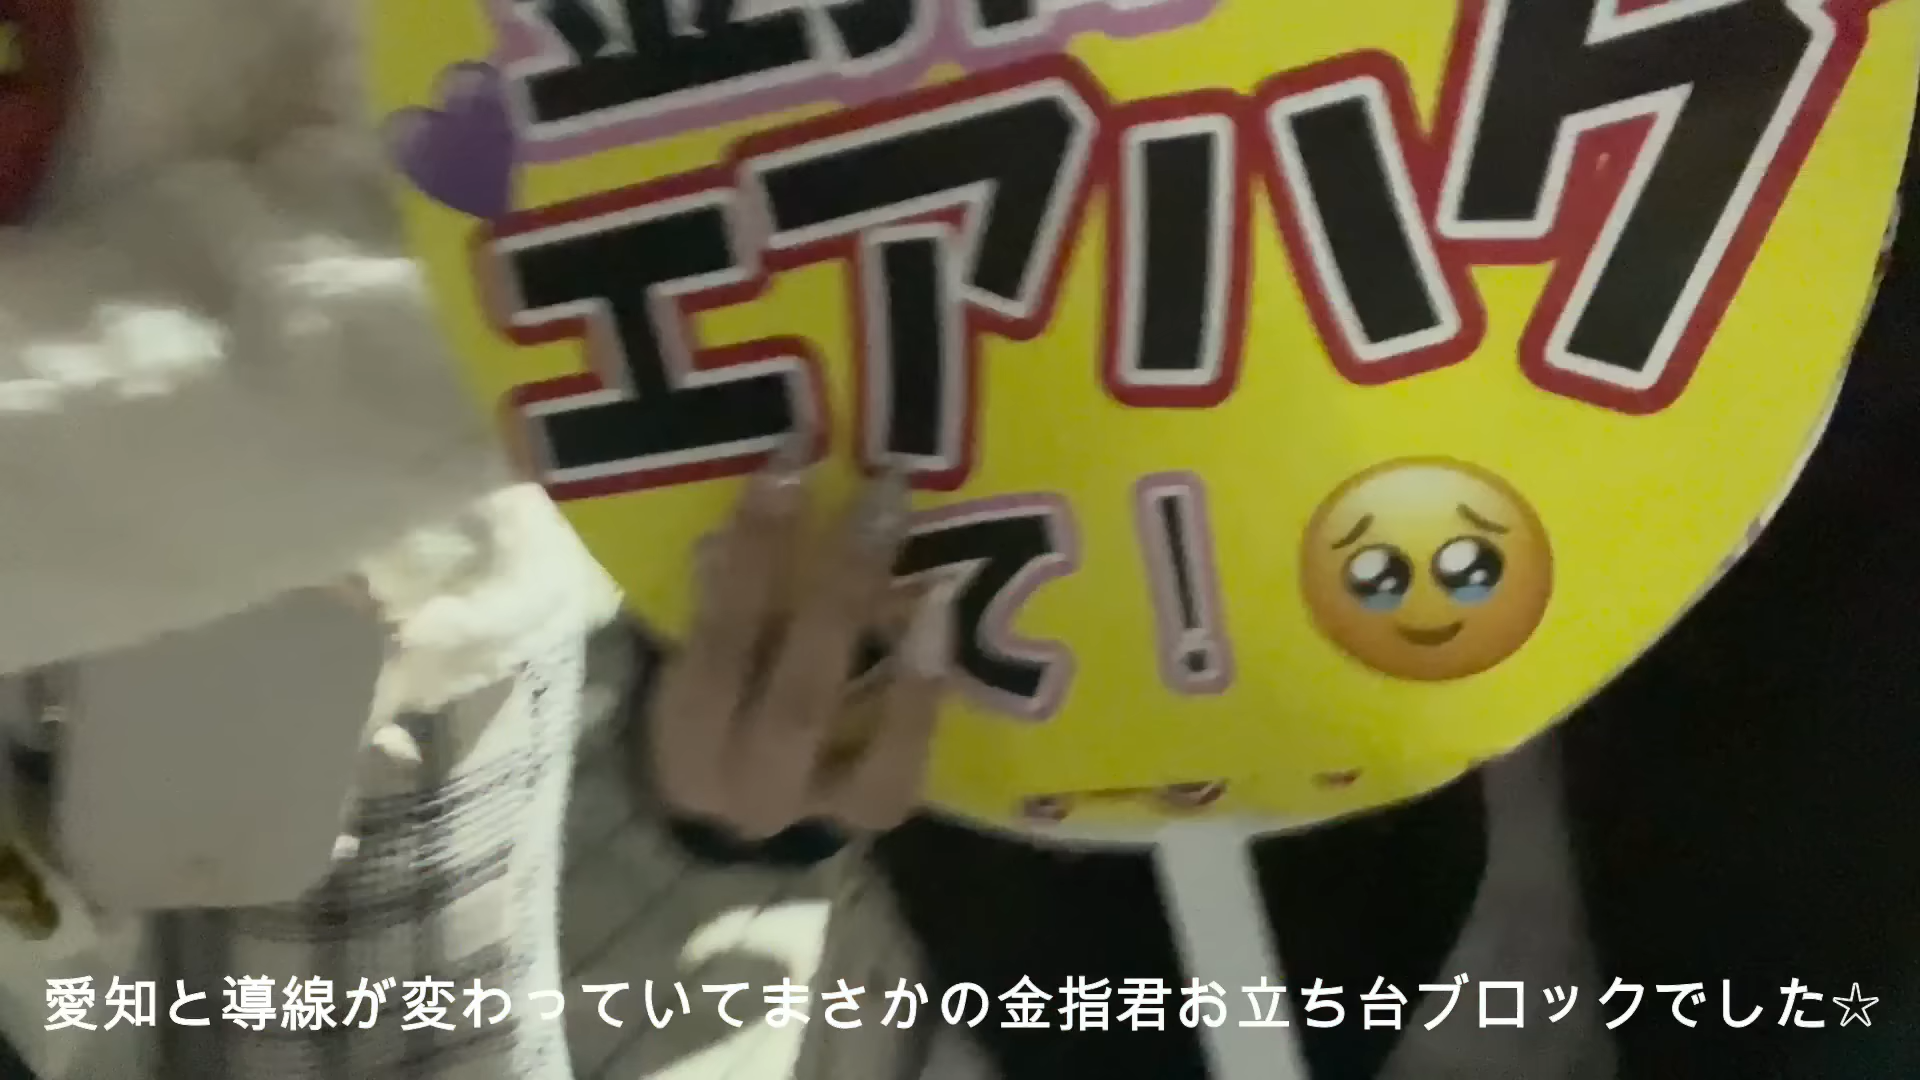 エアハグ
て!
愛知と導線が変わっていてまさかの金指君お立ち台ブロックでした☆